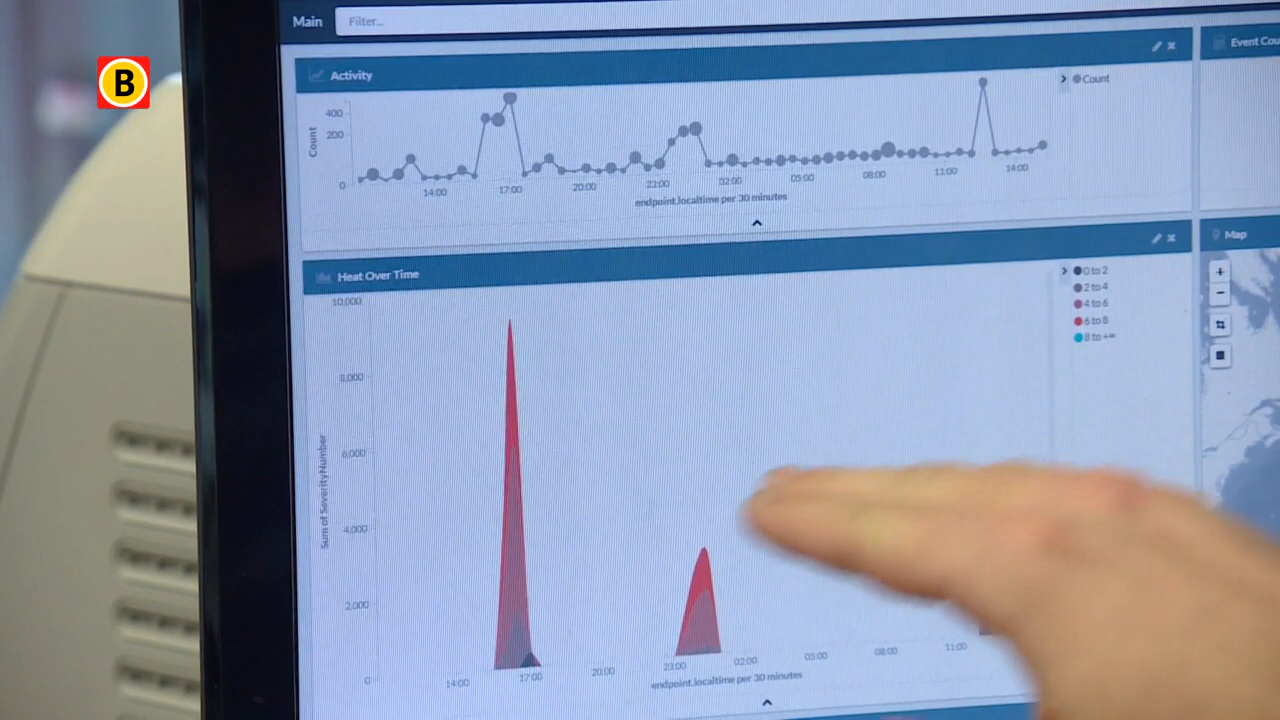 B
Main
Filter...
Event Cou
Activity
Count
Count
400
200
0
14:00
17:00
20:00
23:00
02:00
05:00
08:00
11:00
14:00
endpoint.localtime per 30 minutes
Heat Over Time
Map
+
−
0 to 2
2 to 4
4 to 6
6 to 8
8 to +∞
Sum of SeverityNumber
10,000
8,000
6,000
4,000
2,000
0
14:00
17:00
20:00
23:00
02:00
05:00
08:00
11:00
endpoint.localtime per 30 minutes